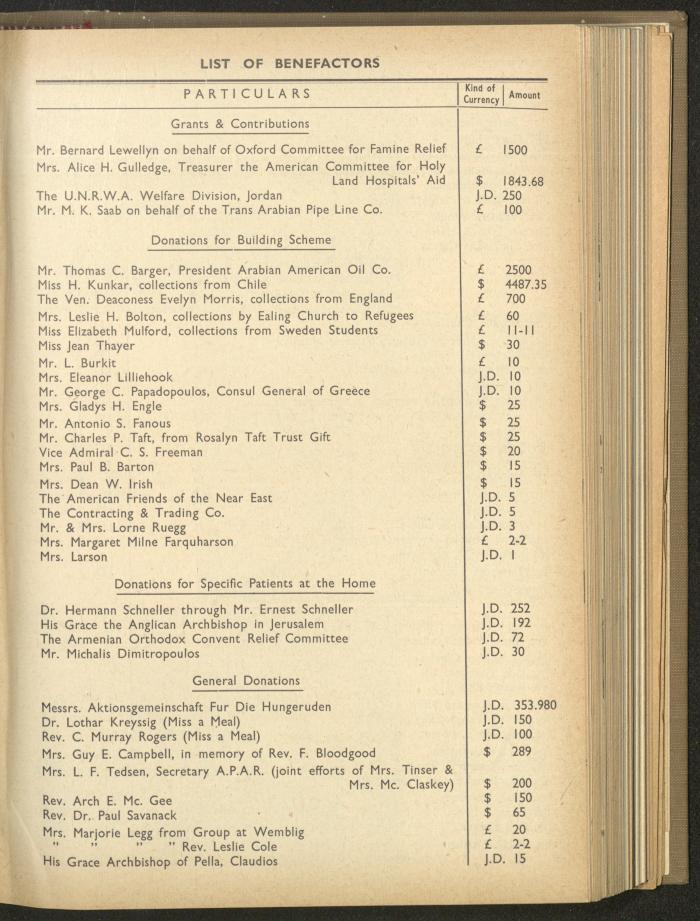 LIST OF BENEFACTORS
PARTICULARS Kind of Currency Amount
Grants & Contributions
Mr. Bernard Lewellyn on behalf of Oxford Committee for Famine Relief £ 1500
Mrs. Alice H. Gulledge, Treasurer the American Committee for Holy
Land Hospitals' Aid $ 1843.68
The U.N.R.W.A. Welfare Division, Jordan J.D. 250
Mr. M. K. Saab on behalf of the Trans Arabian Pipe Line Co. £ 100
Donations for Building Scheme
Mr. Thomas C. Barger, President Arabian American Oil Co. £ 2500
Miss H. Kunkar, collections from Chile $ 4487.35
The Ven. Deaconess Evelyn Morris, collections from England £ 700
Mrs. Leslie H. Bolton, collections by Ealing Church to Refugees £ 60
Miss Elizabeth Mulford, collections from Sweden Students £ 11-11
Miss Jean Thayer $ 30
Mr. L. Burkit £ 10
Mrs. Eleanor Lilliehook J.D. 10
Mr. George C. Papadopoulos, Consul General of Greece J.D. 10
Mrs. Gladys H. Engle $ 25
Mr. Antonio S. Fanous $ 25
Mr. Charles P. Taft, from Rosalyn Taft Trust Gift $ 25
Vice Admiral C. S. Freeman $ 20
Mrs. Paul B. Barton $ 15
Mrs. Dean W. Irish $ 15
The American Friends of the Near East J.D. 5
The Contracting & Trading Co. J.D. 5
Mr. & Mrs. Lorne Ruegg J.D. 3
Mrs. Margaret Milne Farquharson £ 2-2
Mrs. Larson J.D. 1
Donations for Specific Patients at the Home
Dr. Hermann Schneller through Mr. Ernest Schneller J.D. 252
His Grace the Anglican Archbishop in Jerusalem J.D. 192
The Armenian Orthodox Convent Relief Committee J.D. 72
Mr. Michalis Dimitropoulos J.D. 30
General Donations
Messrs. Aktionsgemeinschaft Fur Die Hungeruden J.D. 353.980
Dr. Lothar Kreyssig (Miss a Meal) J.D. 150
Rev. C. Murray Rogers (Miss a Meal) J.D. 100
Mrs. Guy E. Campbell, in memory of Rev. F. Bloodgood $ 289
Mrs. L. F. Tedsen, Secretary A.P.A.R. (joint efforts of Mrs. Tinser &
Mrs. Mc. Claskey) $ 200
Rev. Arch E. Mc. Gee $ 150
Rev. Dr. Paul Savanack $ 65
Mrs. Marjorie Legg from Group at Wemblig £ 20
" " " " Rev. Leslie Cole £ 2-2
His Grace Archbishop of Pella, Claudios J.D. 15